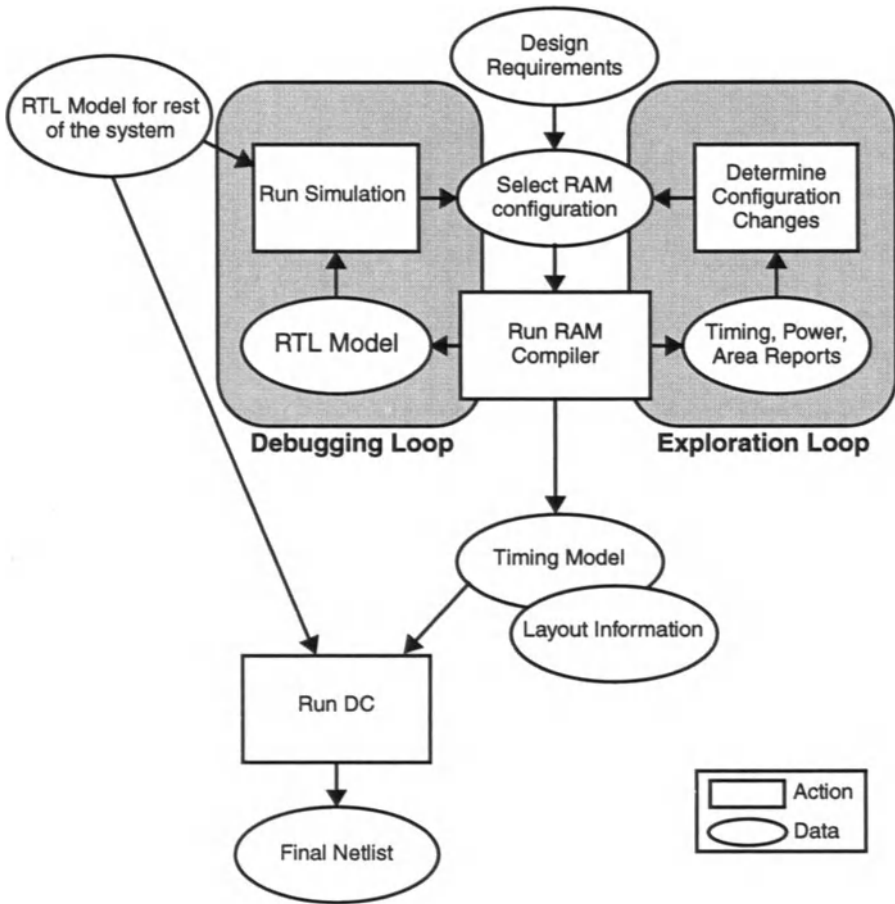 Design
Requirements
RTL Model for rest
of the system
Run Simulation
Select RAM
configuration
Determine
Configuration
Changes
RTL Model
Run RAM
Compiler
Timing, Power,
Area Reports
Debugging Loop
Exploration Loop
Timing Model
Layout Information
Run DC
Final Netlist
Action
Data